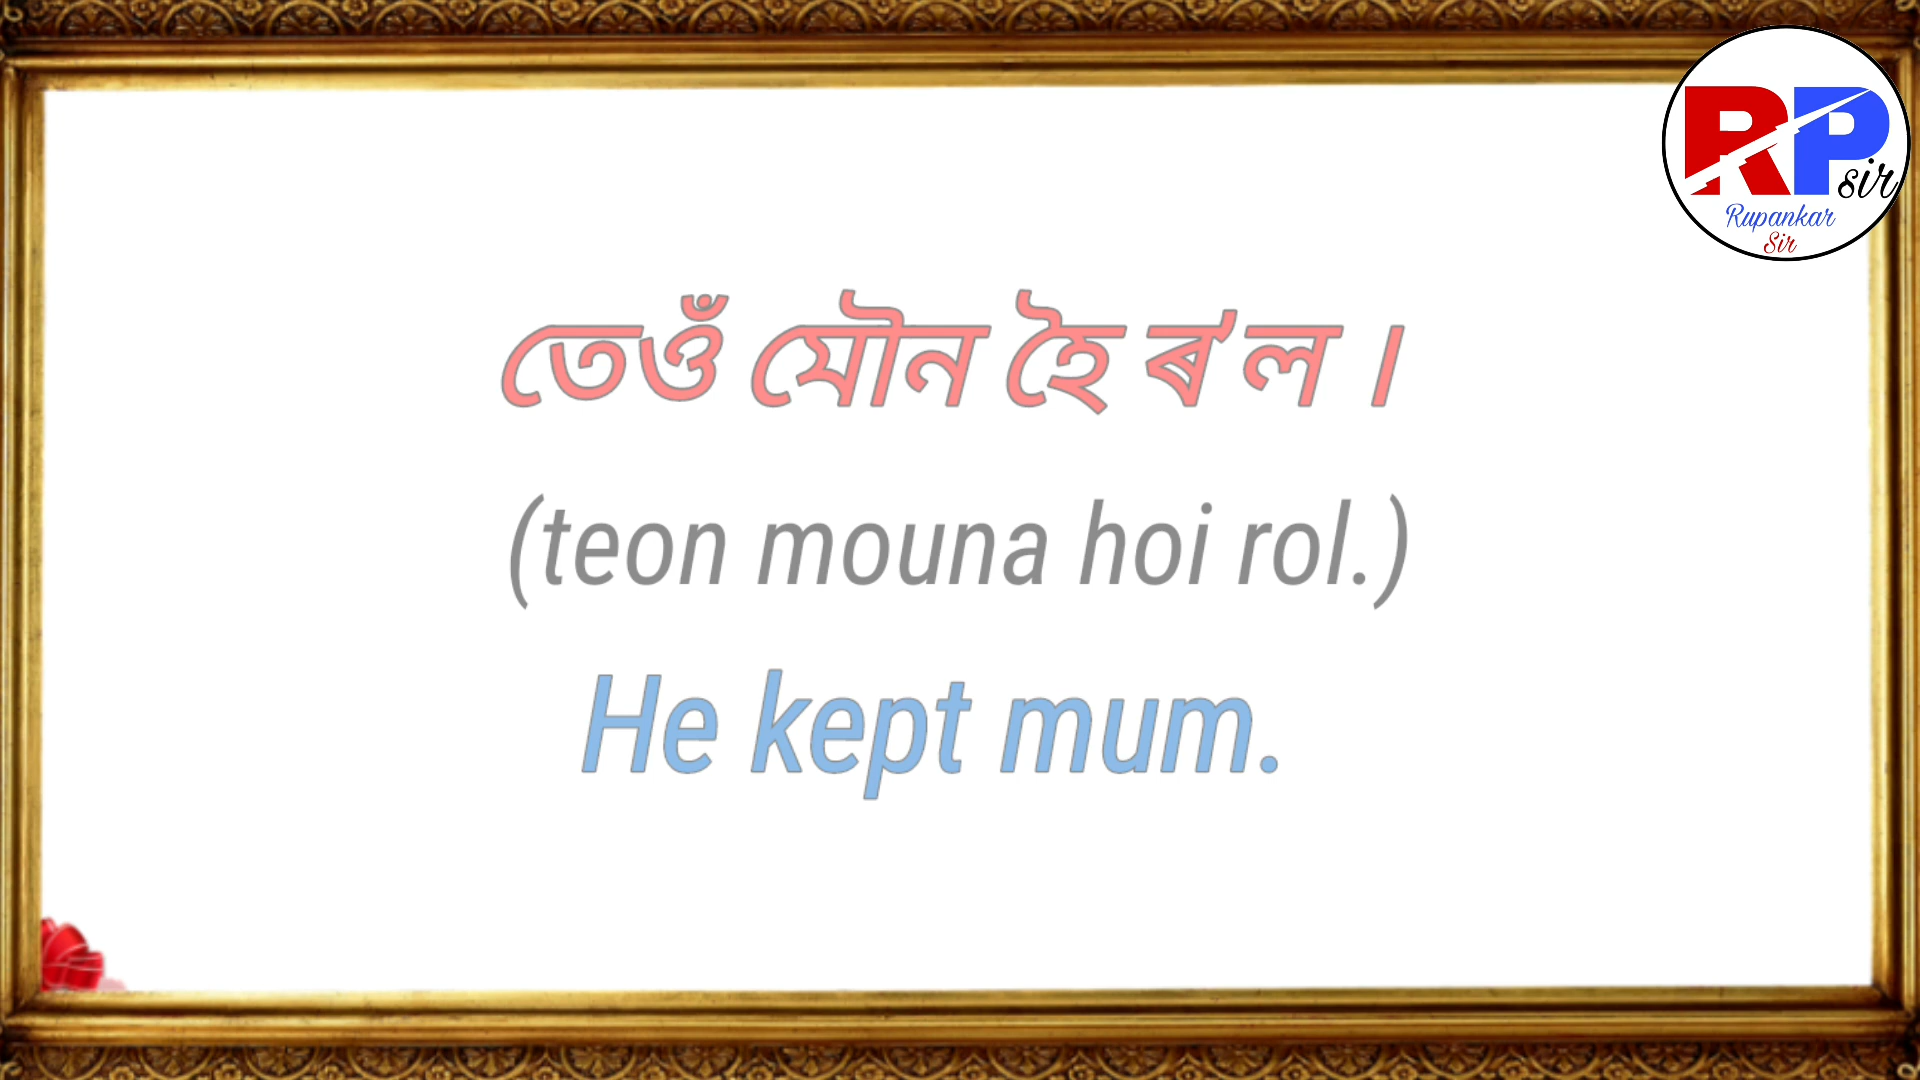 RP sir
Rupankar
Sir
তেওঁ মৌন হৈ ৰ'ল ।
(teon mouna hoi rol.)
He kept mum.